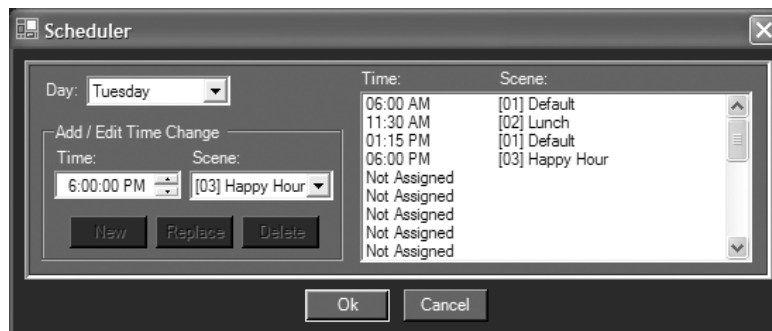 Scheduler
Day: Tuesday
Add / Edit Time Change
Time: Scene:
6:00:00 PM [03] Happy Hour
New Replace Delete
Time: Scene:
06:00 AM [01] Default
11:30 AM [02] Lunch
01:15 PM [01] Default
06:00 PM [03] Happy Hour
Not Assigned
Not Assigned
Not Assigned
Not Assigned
Not Assigned
Ok Cancel